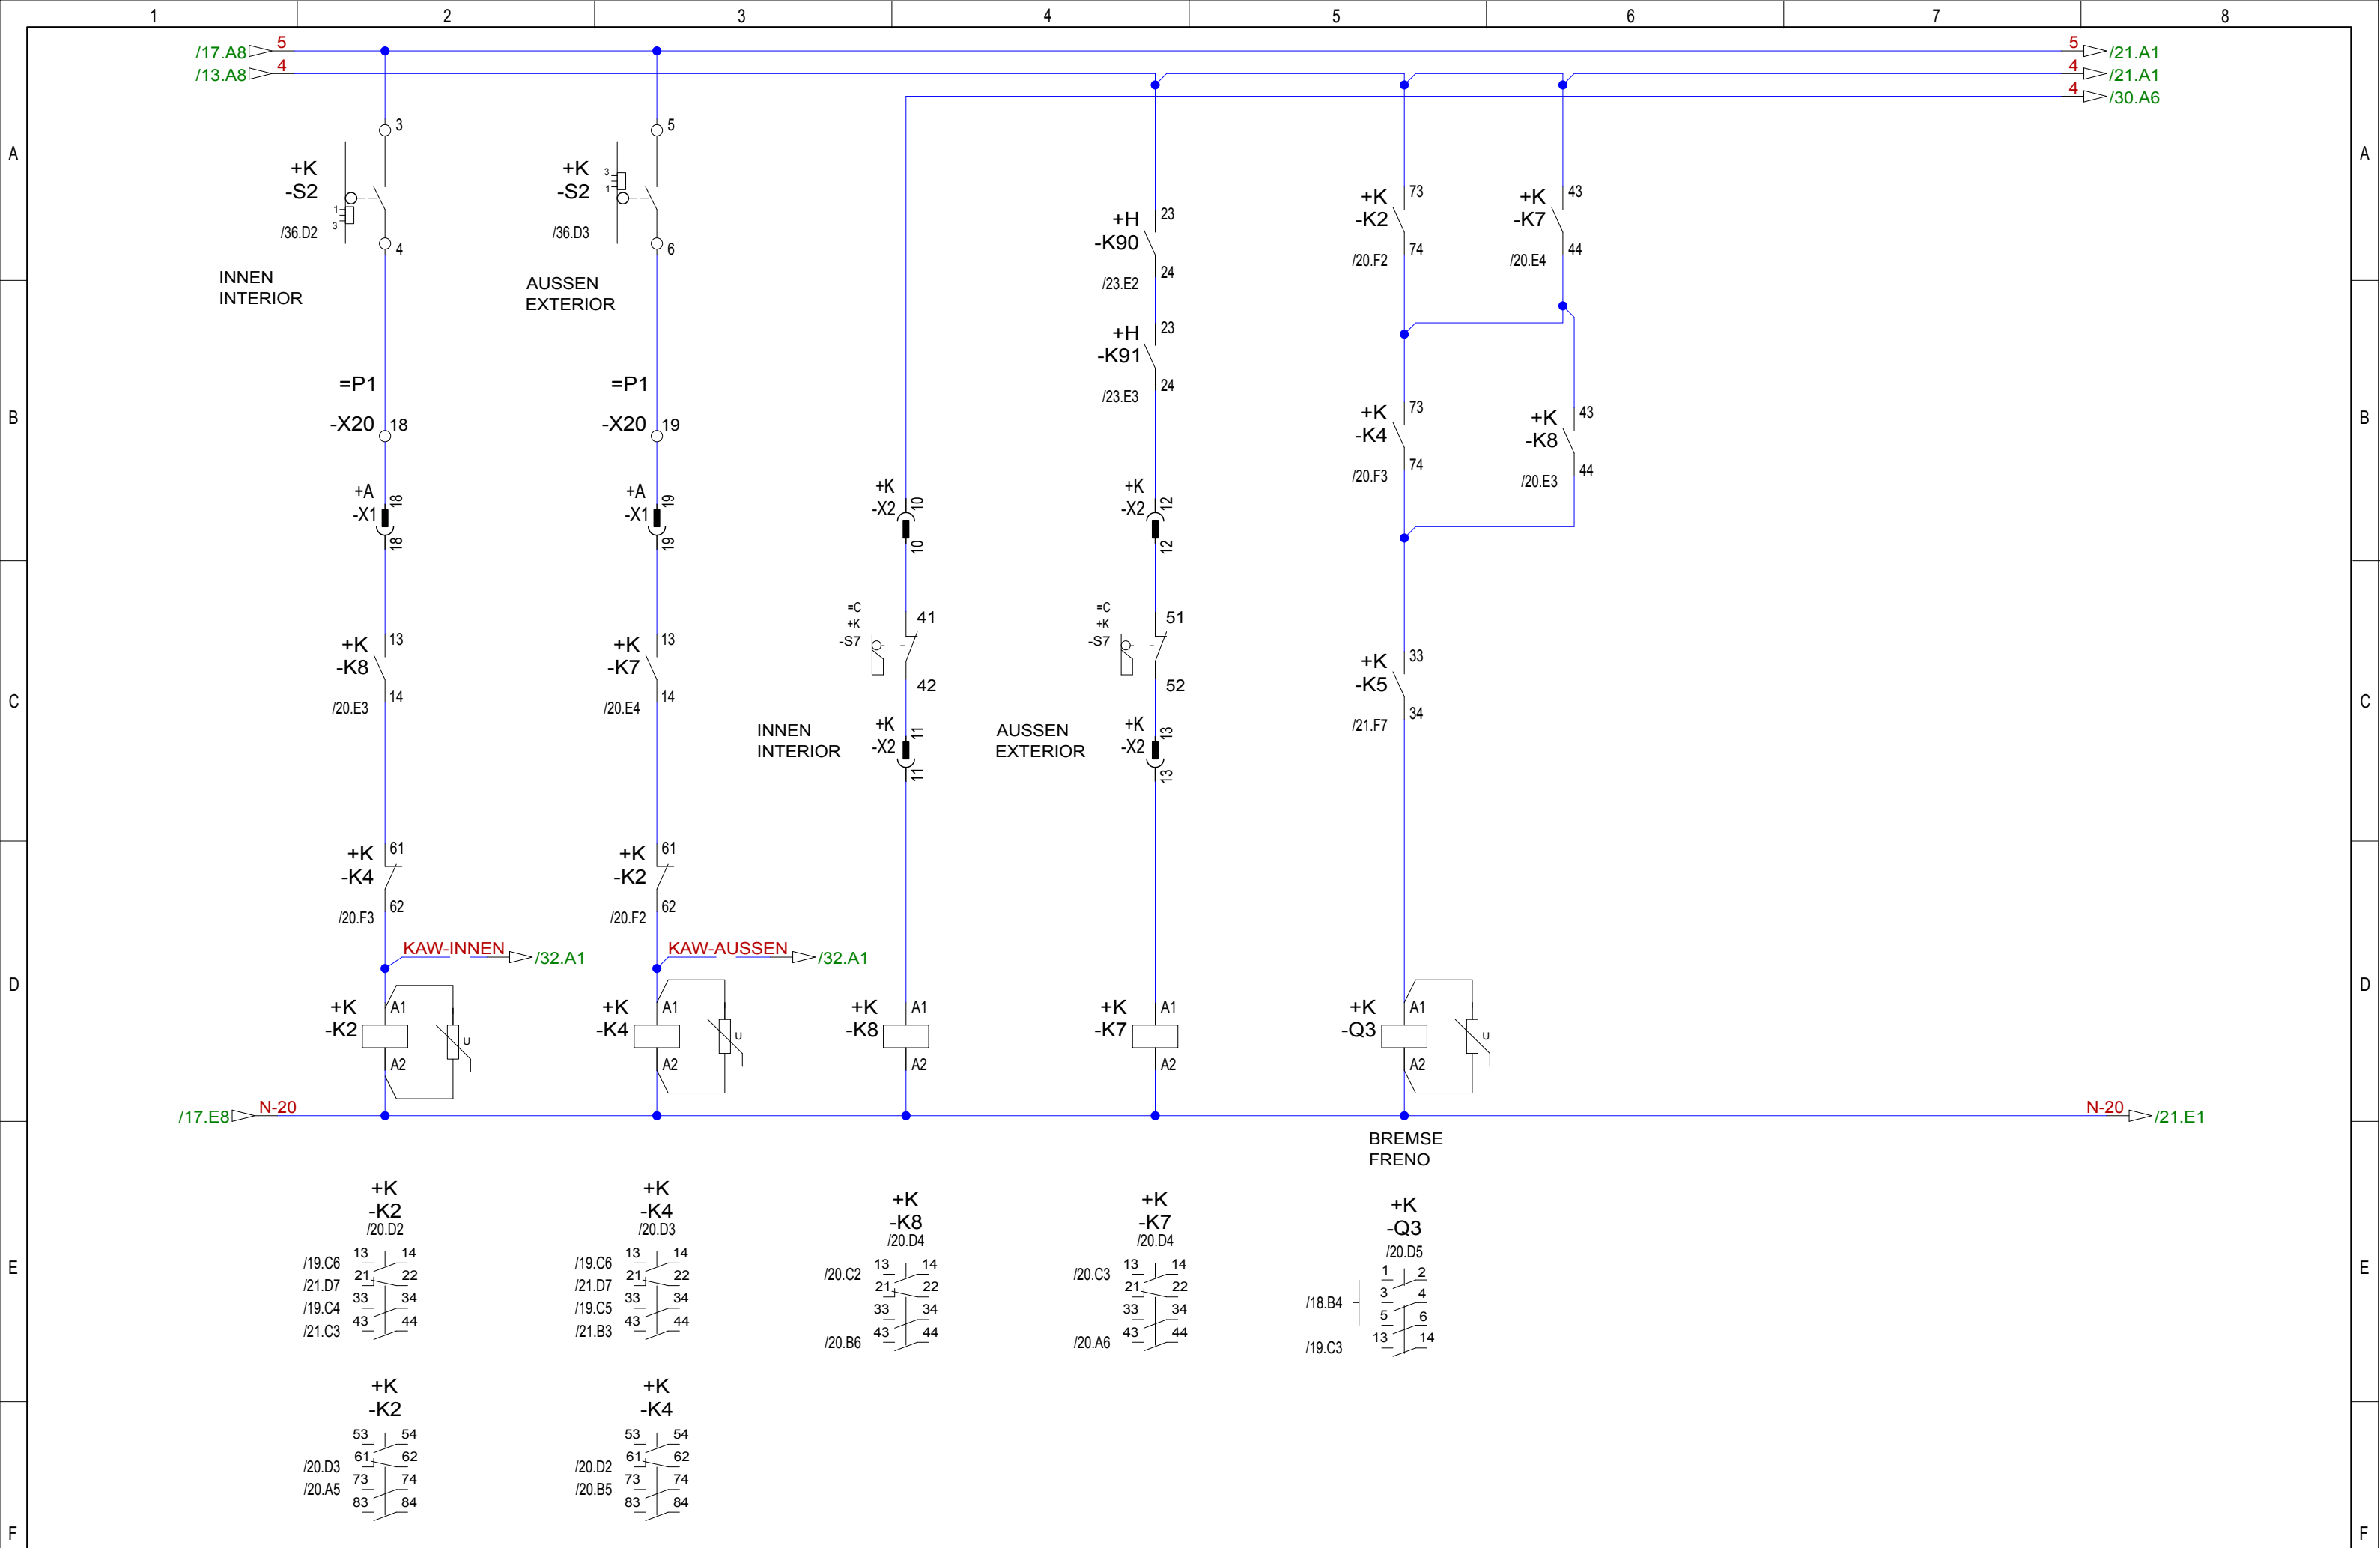 1 2 3 4 5 6 7 8
/17.A8 5 5 /21.A1
/13.A8 4 4 /21.A1
4 /30.A6
A A
3 5
+K -S2 1 3 /36.D2 4
+K -S2 3 1 /36.D3 6
+H -K90 23 24 /23.E2
+K -K2 73 74 /20.F2
+K -K7 43 44 /20.E4
INNEN
INTERIOR
AUSSEN
EXTERIOR
+H -K91 23 24 /23.E3
B B
=P1
-X20 18
=P1
-X20 19
+K -K4 73 74 /20.F3
+K -K8 43 44 /20.E3
+A -X1 18 18
+A -X1 19 19
+K -X2 10 10
+K -X2 12 12
=C +K -S7 41 42
=C +K -S7 51 52
C C
+K -K8 13 14 /20.E3
+K -K7 13 14 /20.E4
+K -K5 33 34 /21.F7
INNEN
INTERIOR
+K -X2 11 11
AUSSEN
EXTERIOR
+K -X2 13 13
+K -K4 61 62 /20.F3
+K -K2 61 62 /20.F2
KAW-INNEN /32.A1
KAW-AUSSEN /32.A1
D D
+K -K2 A1 A2 U
+K -K4 A1 A2 U
+K -K8 A1 A2
+K -K7 A1 A2
+K -Q3 A1 A2 U
/17.E8 N-20 N-20 /21.E1
BREMSE
FRENO
E E
+K
-K2
/20.D2
/19.C6 13 14
/21.D7 21 22
/19.C4 33 34
/21.C3 43 44
+K
-K4
/20.D3
/19.C6 13 14
/21.D7 21 22
/19.C5 33 34
/21.B3 43 44
+K
-K8
/20.D4
/20.C2 13 14
21 22
33 34
/20.B6 43 44
+K
-K7
/20.D4
/20.C3 13 14
21 22
33 34
/20.A6 43 44
+K
-Q3
/20.D5
1 2
/18.B4 3 4
5 6
/19.C3 13 14
+K
-K2
53 54
/20.D3 61 62
/20.A5 73 74
83 84
+K
-K4
53 54
/20.D2 61 62
/20.B5 73 74
83 84
F F